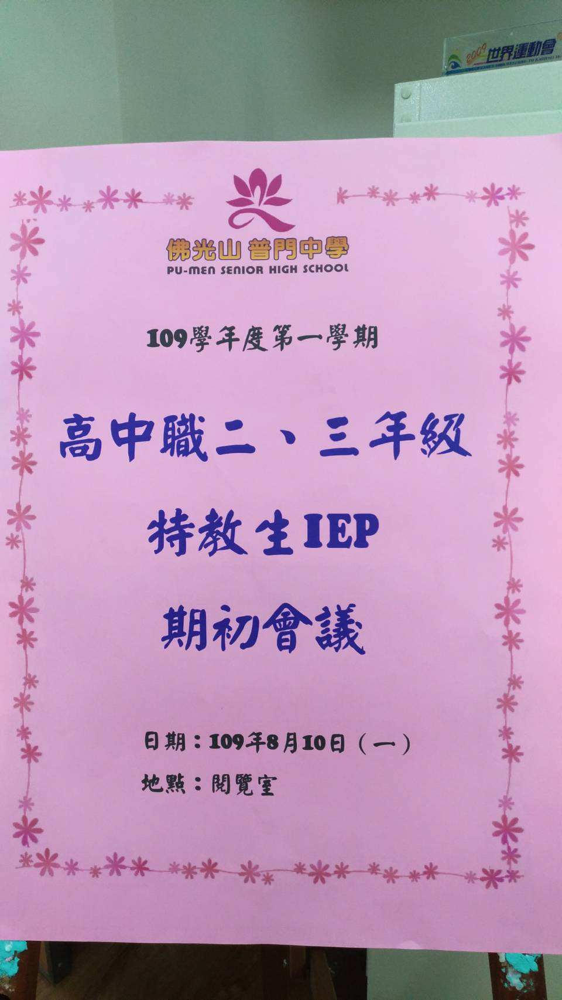 2009 世界運動會
佛光山 普門中學
PU-MEN SENIOR HIGH SCHOOL
109學年度第一學期
高中職二、三年級
特教生IEP
期初會議
日期：109年8月10日（一）
地點：閱覽室